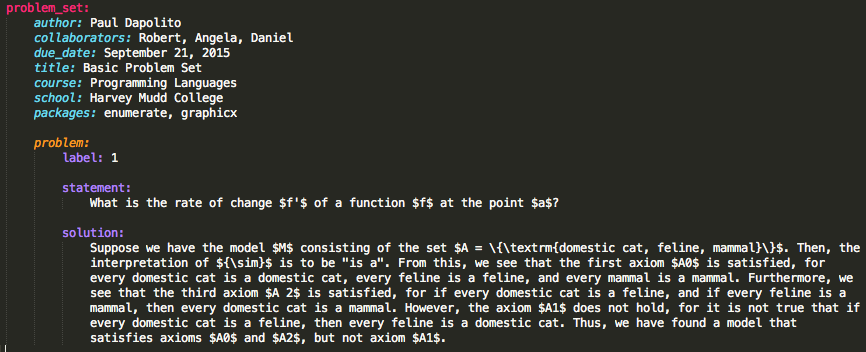 problem_set:
author: Paul Dapolito
collaborators: Robert, Angela, Daniel
due_date: September 21, 2015
title: Basic Problem Set
course: Programming Languages
school: Harvey Mudd College
packages: enumerate, graphicx
problem:
label: 1
statement:
What is the rate of change $f'$ of a function $f$ at the point $a$?
solution:
Suppose we have the model $M$ consisting of the set $A = \{\textrm{domestic cat, feline, mammal}\}$. Then, the
interpretation of ${\sim}$ is to be "is a". From this, we see that the first axiom $A0$ is satisfied, for
every domestic cat is a domestic cat, every feline is a feline, and every mammal is a mammal. Furthermore, we
see that the third axiom $A 2$ is satisfied, for if every domestic cat is a feline, and if every feline is a
mammal, then every domestic cat is a mammal. However, the axiom $A1$ does not hold, for it is not true that if
every domestic cat is a feline, then every feline is a domestic cat. Thus, we have found a model that
satisfies axioms $A0$ and $A2$, but not axiom $A1$.